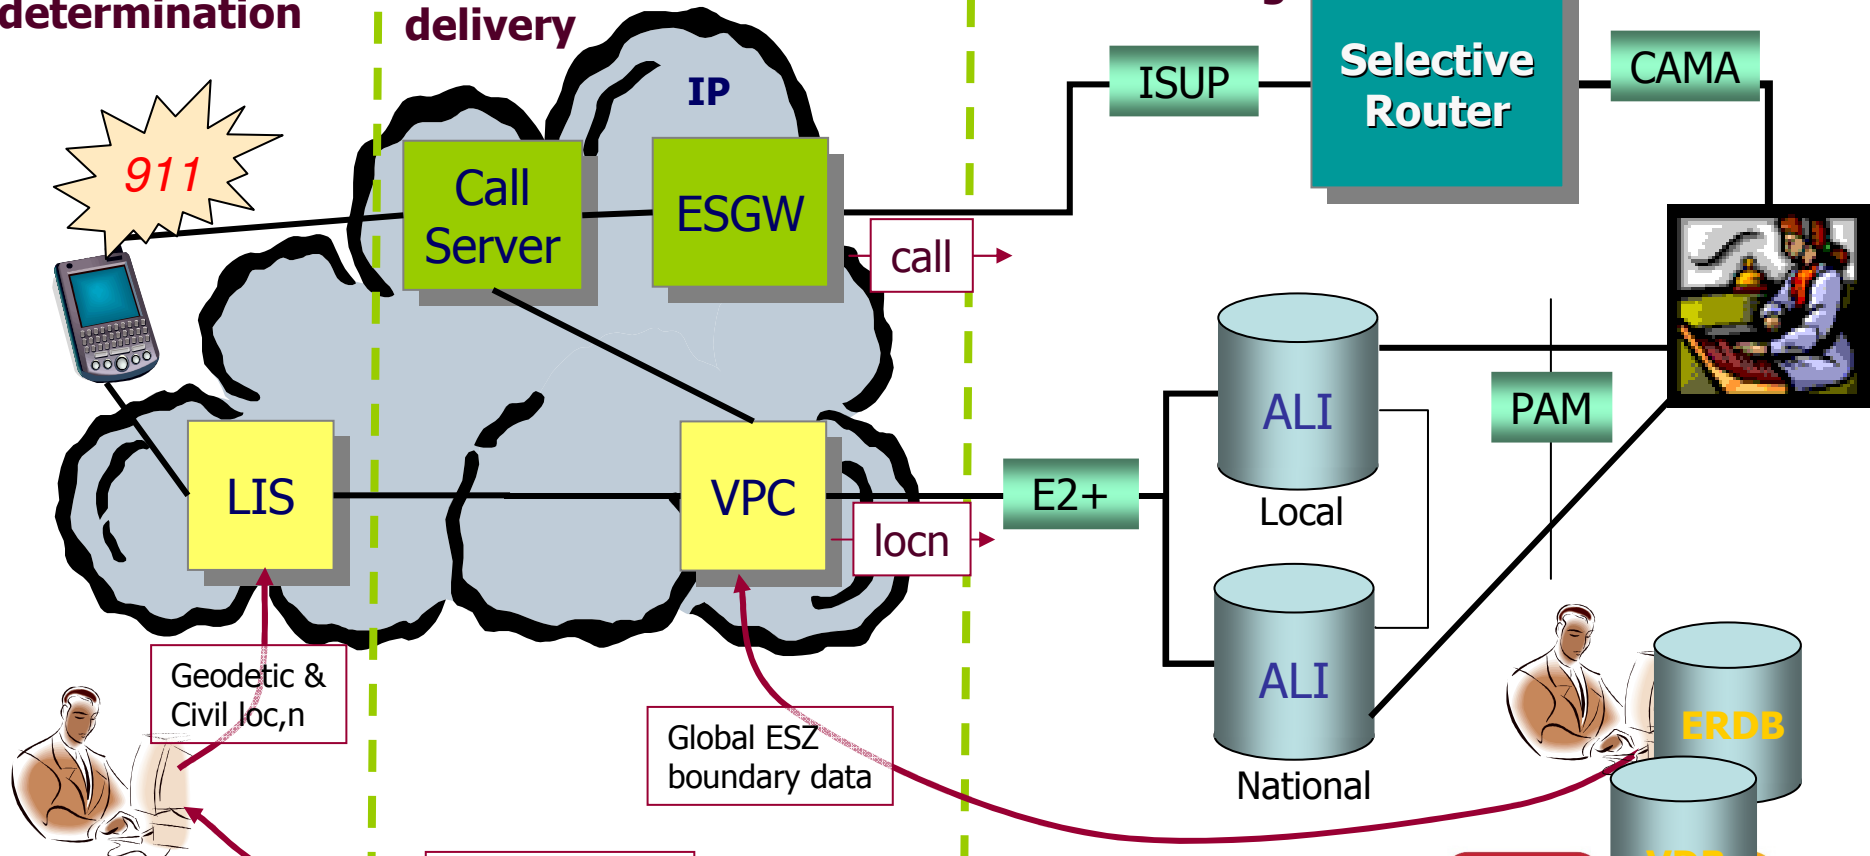 determination
delivery
IP
911
Call
Server
ESGW
call
ISUP
Selective
Router
CAMA
LIS
VPC
locn
E2+
ALI
Local
PAM
ALI
National
Geodetic &
Civil loc,n
Global ESZ
boundary data
ERDB